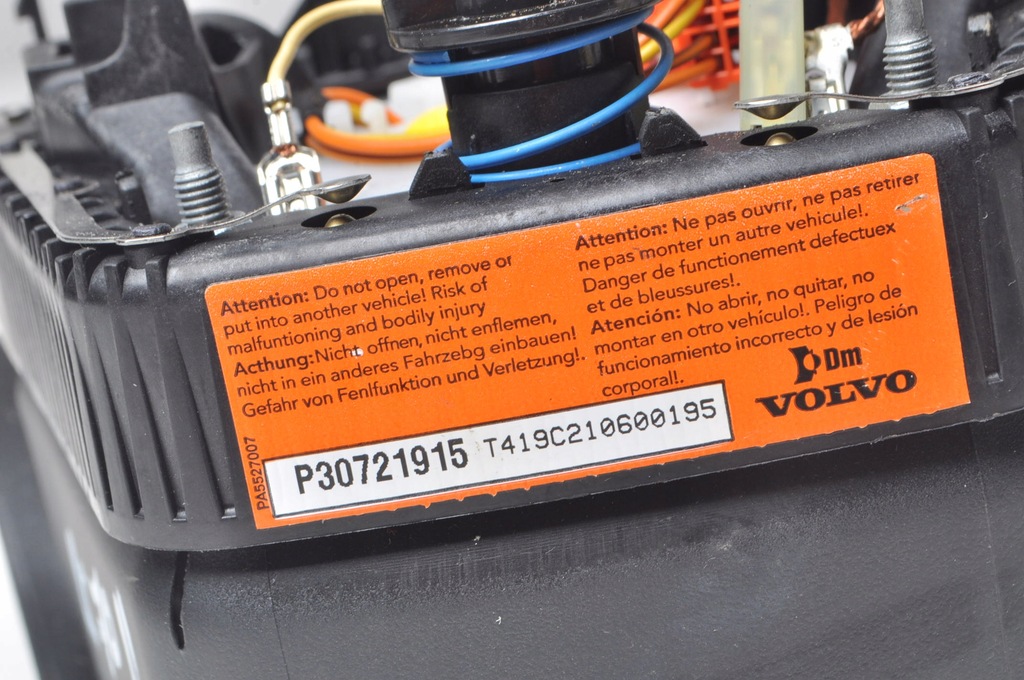 Attention: Do not open, remove or
put into another vehicle! Risk of
malfuntioning and bodily injury
Acthung: Nicht offnen, nicht enflemen,
nicht in ein anderes Fahrzebg einbauen!
Gefahr von Fenlfunktion und Verletzung!.
Attention: Ne pas ouvrir, ne pas retirer
ne pas monter un autre vehicule!.
Danger de functionement defectuex
et de bleussures!.
Atención: No abrir, no quitar, no
montar en otro vehículo!. Peligro de
funcionamiento incorrecto y de lesión
corporal!.
Dm
VOLVO
PA5527007
P30721915 T419C210600195